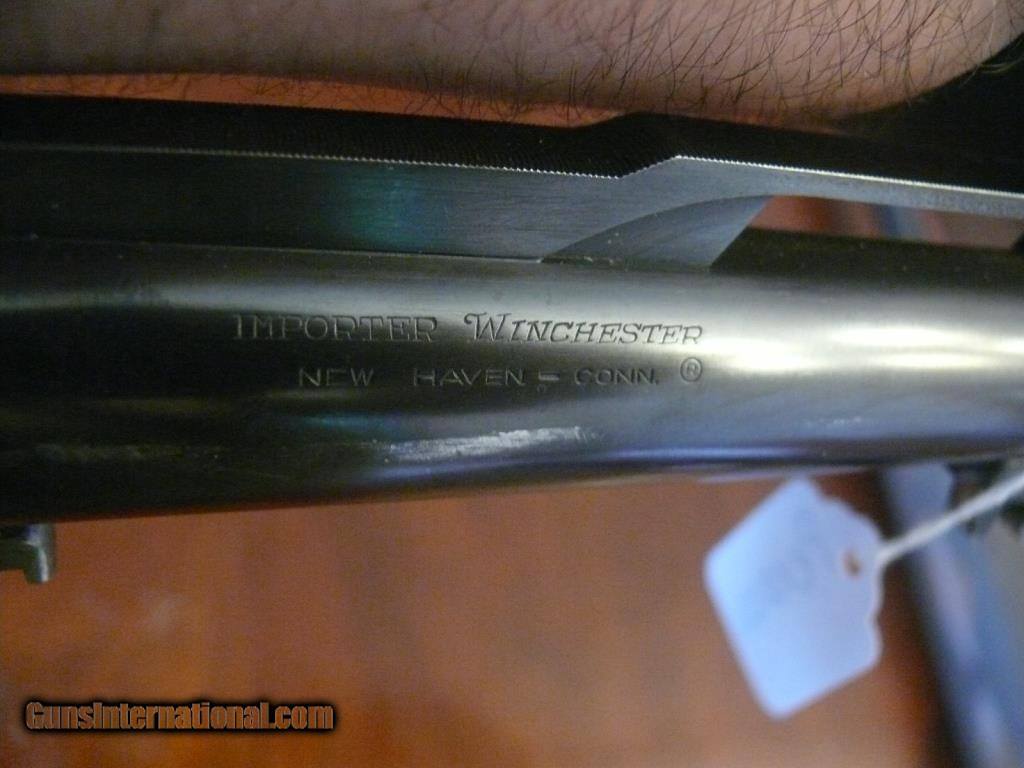 IMPORTER WINCHESTER
NEW HAVEN - CONN. ®
GunsInternational.com